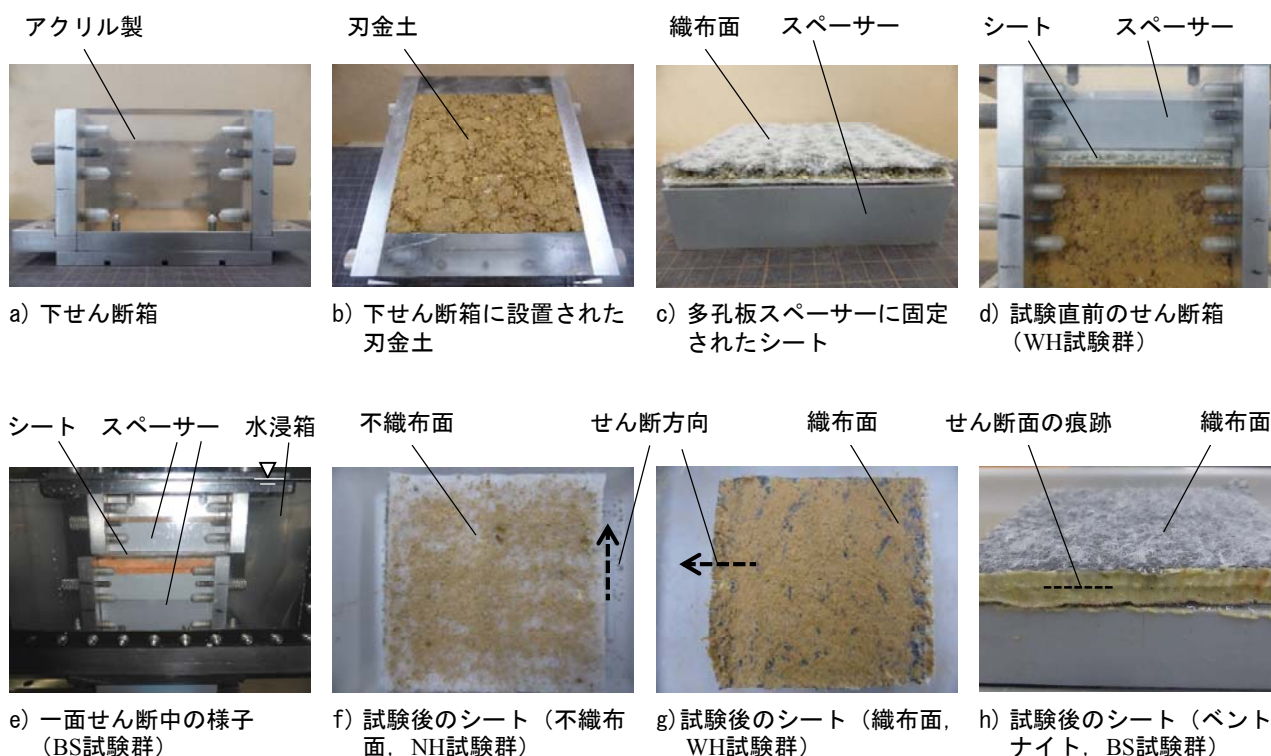 アクリル製
刃金土
織布面 スペーサー
シート スペーサー
a) 下せん断箱
b) 下せん断箱に設置された
刃金土
c) 多孔板スペーサーに固定
されたシート
d) 試験直前のせん断箱
(WH試験群)
シート スペーサー 水浸箱
不織布面
せん断方向
織布面
せん断面の痕跡 織布面
e) 一面せん断中の様子
(BS試験群)
f) 試験後のシート(不織布
面,NH試験群)
g) 試験後のシート(織布面,
WH試験群)
h) 試験後のシート(ベント
ナイト,BS試験群)